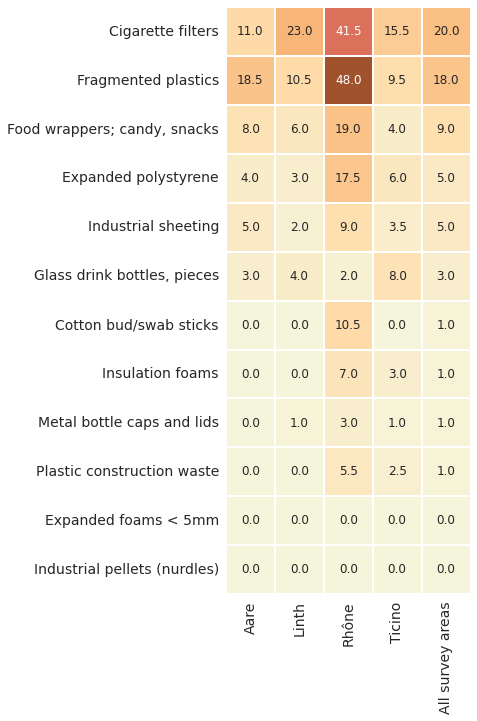 Cigarette filters 11.0 23.0 41.5 15.5 20.0
Fragmented plastics 18.5 10.5 48.0 9.5 18.0
Food wrappers; candy, snacks 8.0 6.0 19.0 4.0 9.0
Expanded polystyrene 4.0 3.0 17.5 6.0 5.0
Industrial sheeting 5.0 2.0 9.0 3.5 5.0
Glass drink bottles, pieces 3.0 4.0 2.0 8.0 3.0
Cotton bud/swab sticks 0.0 0.0 10.5 0.0 1.0
Insulation foams 0.0 0.0 7.0 3.0 1.0
Metal bottle caps and lids 0.0 1.0 3.0 1.0 1.0
Plastic construction waste 0.0 0.0 5.5 2.5 1.0
Expanded foams < 5mm 0.0 0.0 0.0 0.0 0.0
Industrial pellets (nurdles) 0.0 0.0 0.0 0.0 0.0
Aare
Linth
Rhône
Ticino
All survey areas